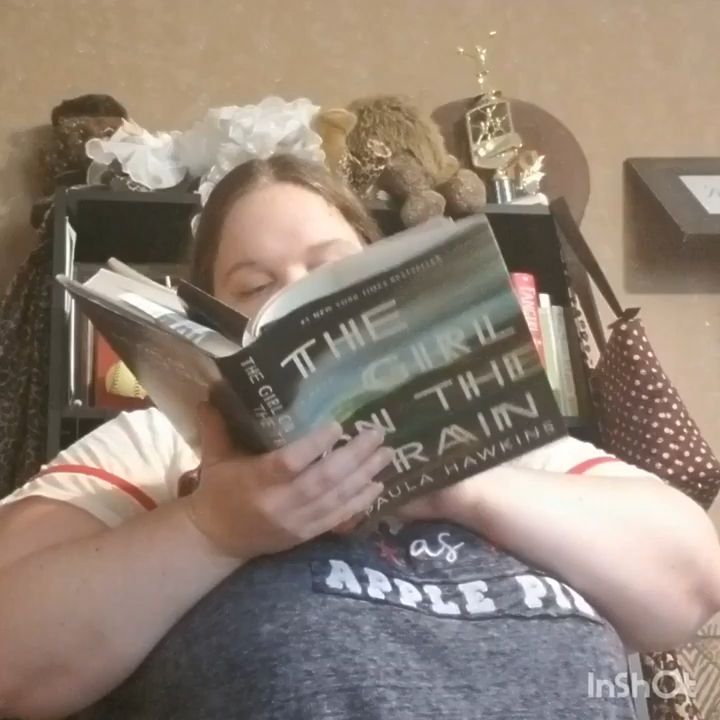 #1 NEW YORK TIMES BESTSELLER
THE
GIRL
ON THE
TRAIN
PAULA HAWKINS
THE GIRL ON
THE T
FANGIRL
as
APPLE PIE
InShOt